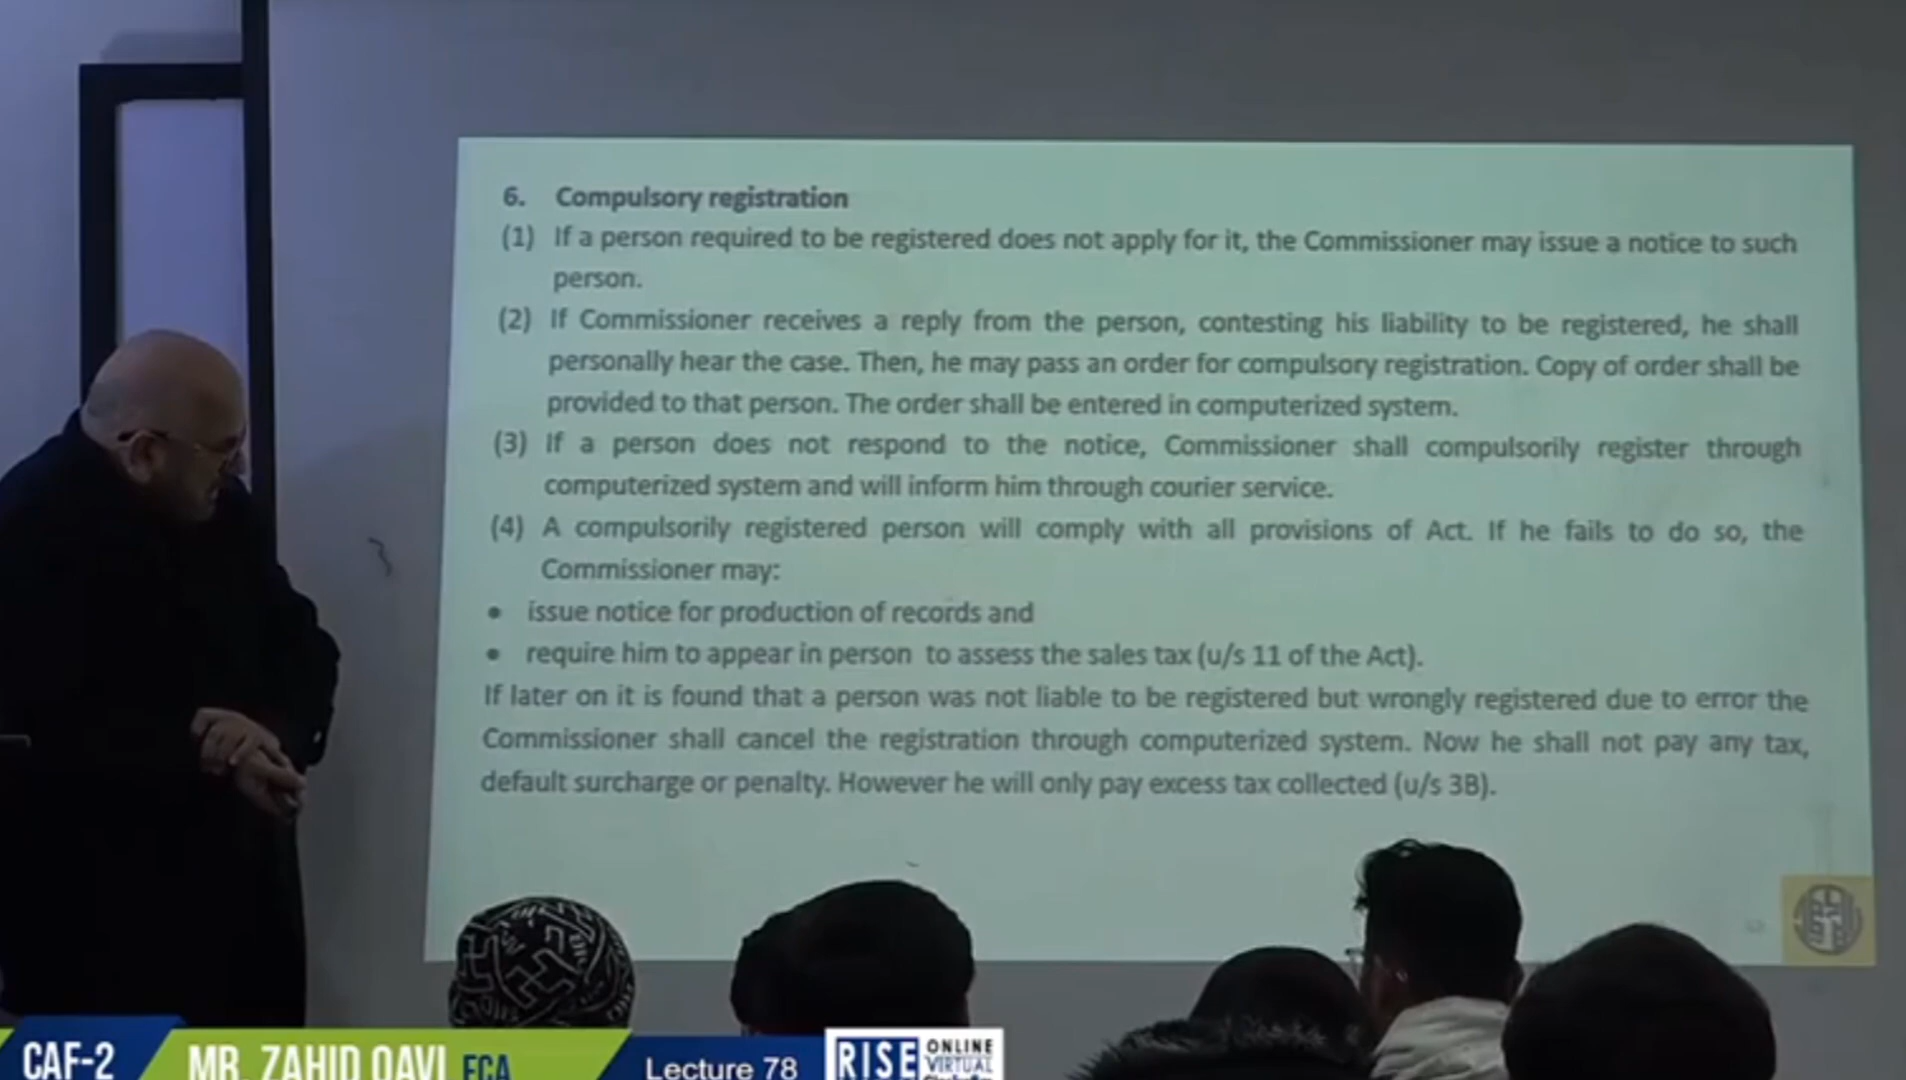 6. Compulsory registration
(1) If a person required to be registered does not apply for it, the Commissioner may issue a notice to such
person.
(2) If Commissioner receives a reply from the person, contesting his liability to be registered, he shall
personally hear the case. Then, he may pass an order for compulsory registration. Copy of order shall be
provided to that person. The order shall be entered in computerized system.
(3) If a person does not respond to the notice, Commissioner shall compulsorily register through
computerized system and will inform him through courier service.
(4) A compulsorily registered person will comply with all provisions of Act. If he fails to do so, the
Commissioner may:
• issue notice for production of records and
• require him to appear in person to assess the sales tax (u/s 11 of the Act).
If later on it is found that a person was not liable to be registered but wrongly registered due to error the
Commissioner shall cancel the registration through computerized system. Now he shall not pay any tax,
default surcharge or penalty. However he will only pay excess tax collected (u/s 3B).
CAF-2
MR. ZAHID QAVI FCA
Lecture 78
RISE ONLINE
VIRTUAL